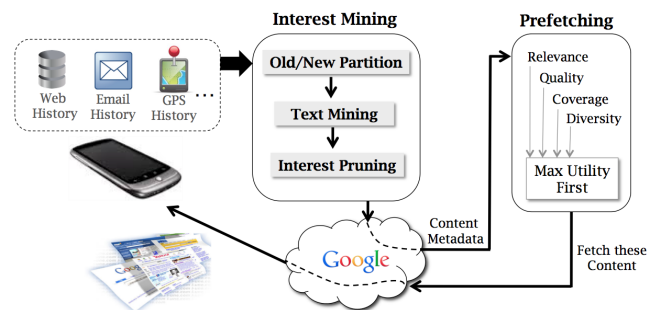 Interest Mining
Prefetching
Web
History
Email
History
GPS
History
...
Old/New Partition
Text Mining
Interest Pruning
Relevance
Quality
Coverage
Diversity
Max Utility
First
Content
Metadata
Google
Fetch these
Content